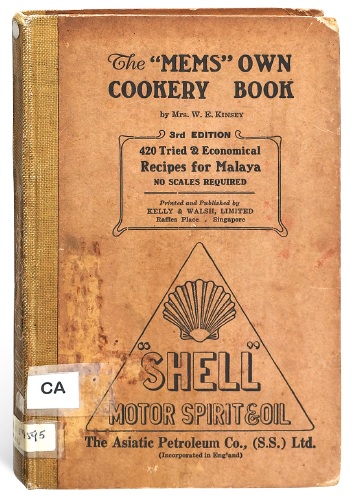 The "MEMS" OWN
COOKERY BOOK
by Mrs. W. E. KINSEY
3rd EDITION
420 Tried & Economical
Recipes for Malaya
NO SCALES REQUIRED
Printed and Published by
KELLY & WALSH, LIMITED
Raffles Place . Singapore
"SHELL"
MOTOR SPIRIT & OIL
The Asiatic Petroleum Co., (S.S.) Ltd.
(Incorporated in England)
CA